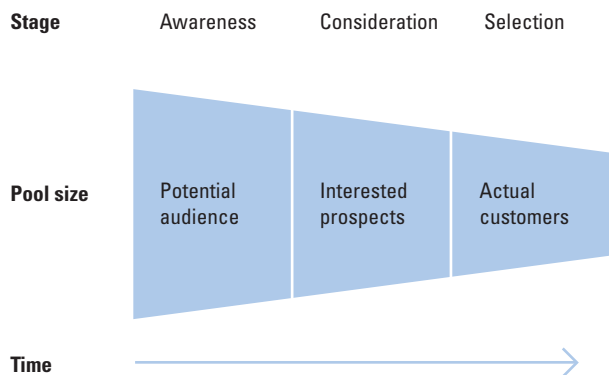 Stage Awareness Consideration Selection
Pool size
Potential
audience
Interested
prospects
Actual
customers
Time